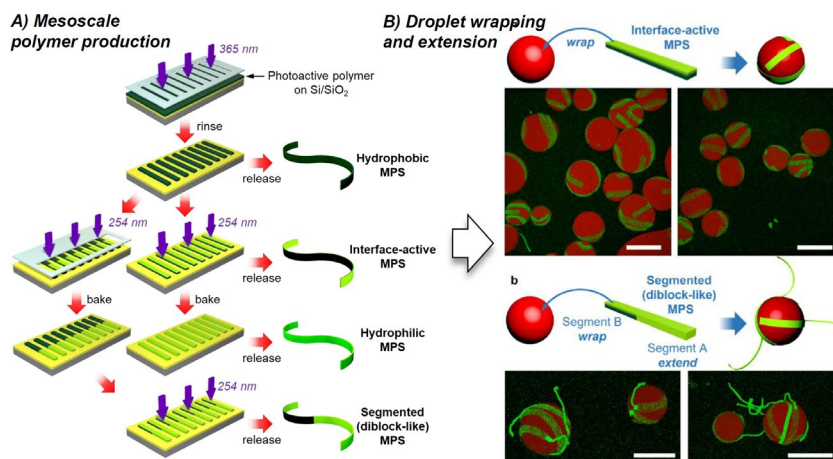 A) Mesoscale
polymer production
365 nm
Photoactive polymer
on Si/SiO2
rinse
release
Hydrophobic
MPS
254 nm
254 nm
release
Interface-active
MPS
bake
bake
release
Hydrophilic
MPS
254 nm
release
Segmented
(diblock-like)
MPS
B) Droplet wrapping
and extension
wrap
Interface-active
MPS
b
Segmented
(diblock-like)
MPS
Segment B
wrap
Segment A
extend